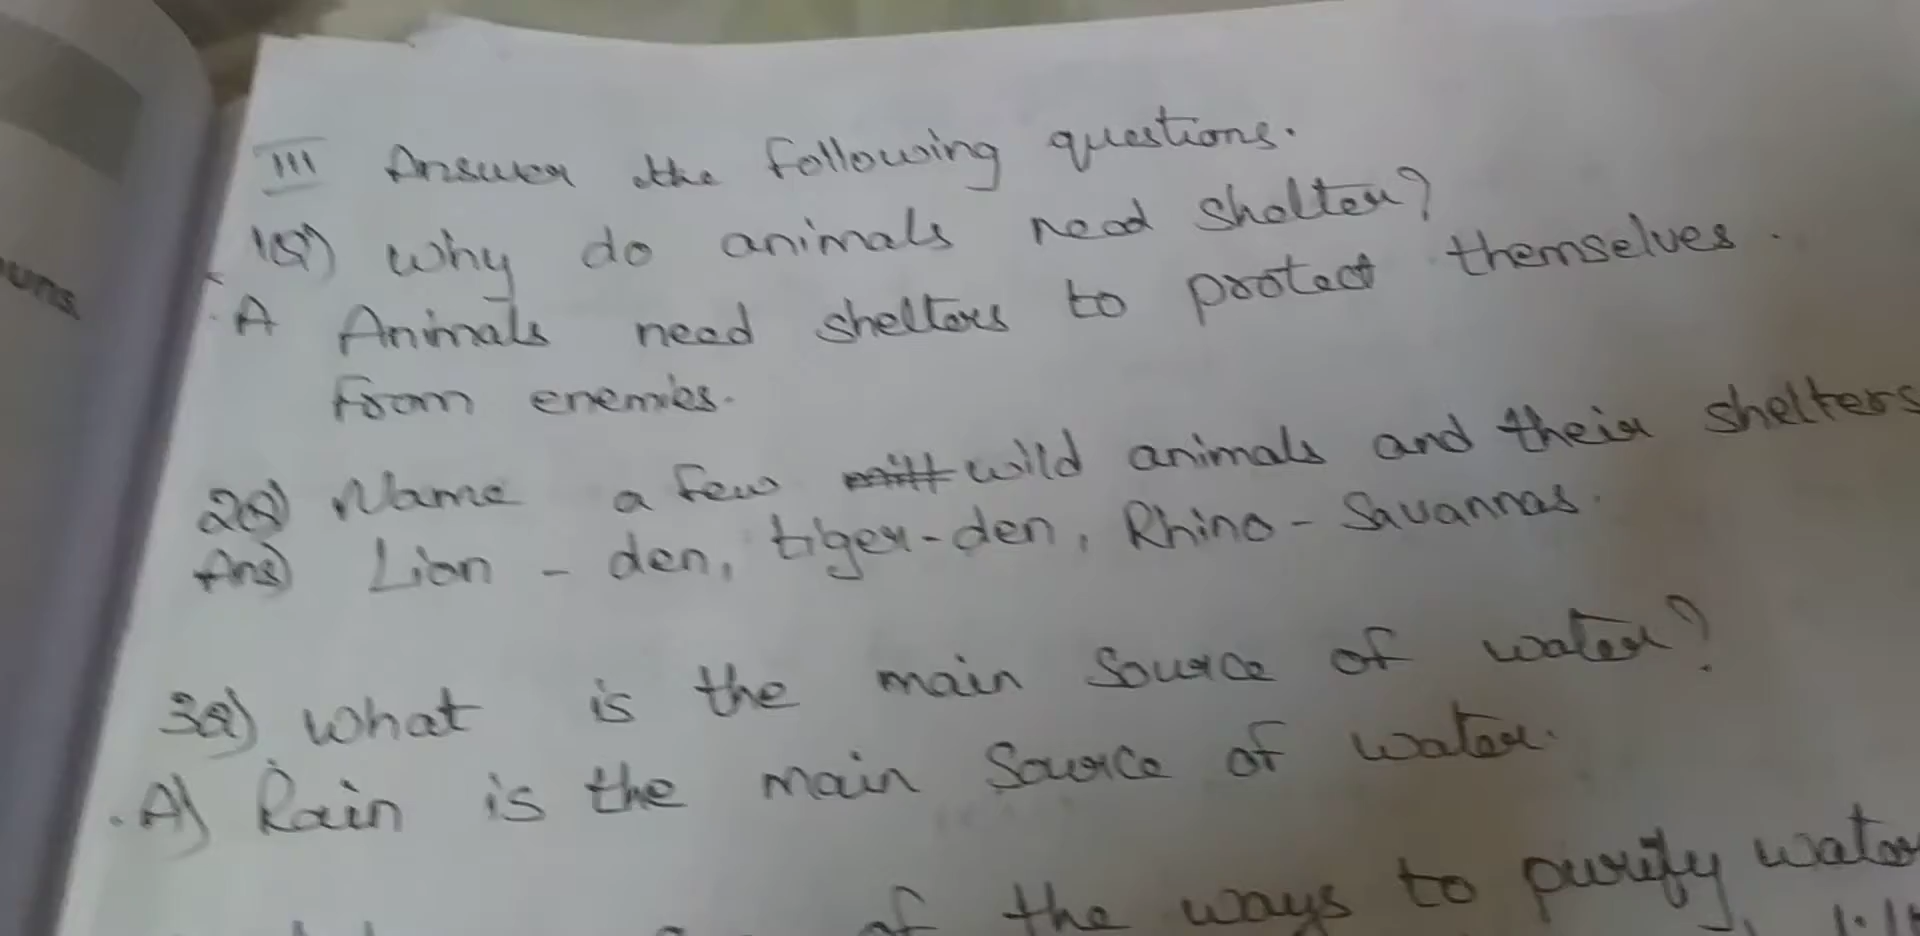 III Answer the following questions.
1Q) Why do animals need shelter?
A Animals need shelters to protect themselves.
from enemies.
2Q) Name a few wild animals and their shelters
Ans) Lion - den, tiger-den, Rhino - Savannas.
3Q) What is the main source of water?
A) Rain is the main source of water.
of the ways to purify water
uns